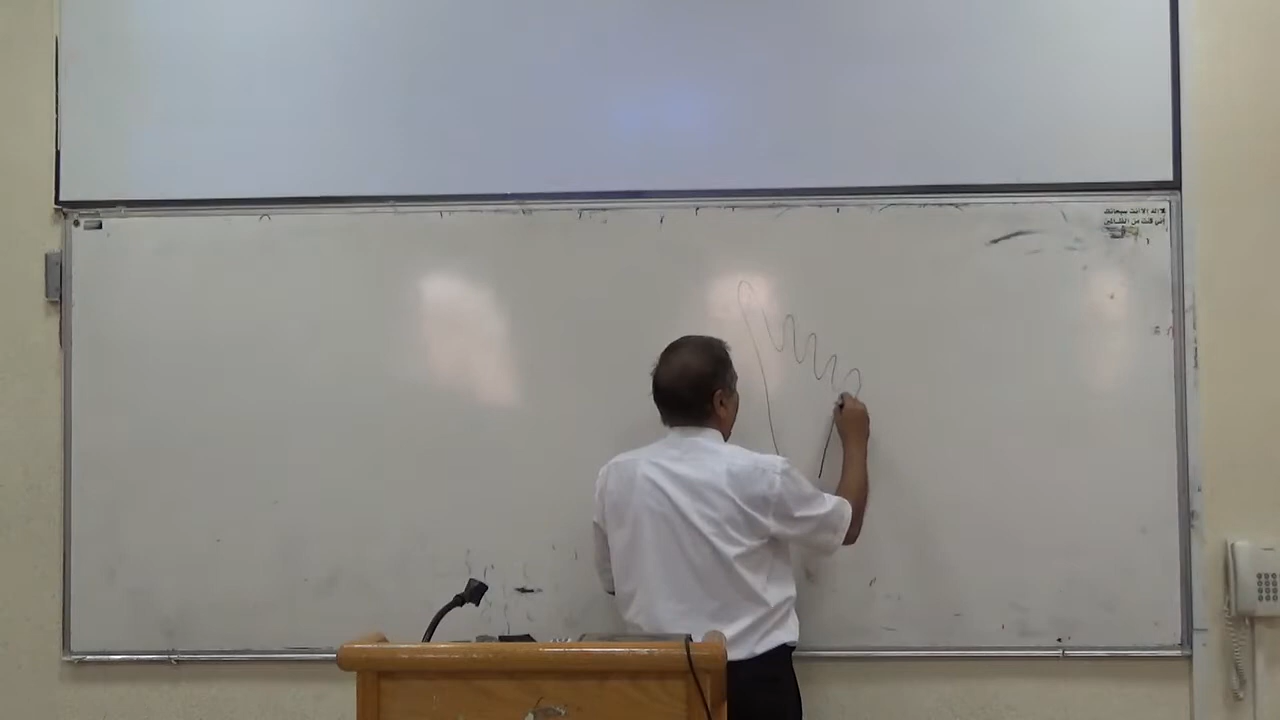 لا إله إلا أنت سبحانك
إني كنت من الظالمين